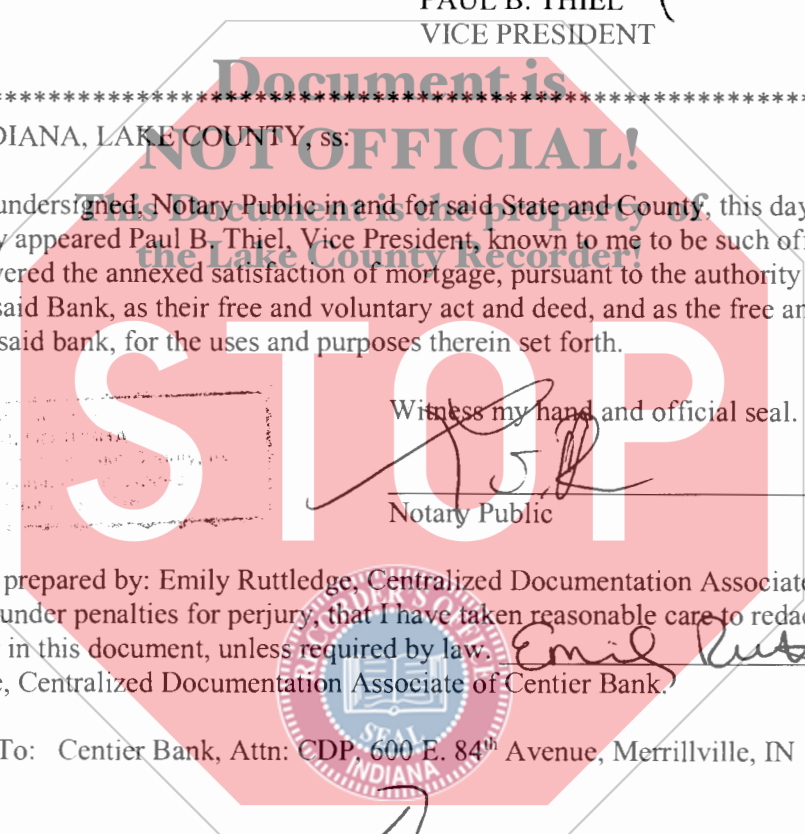 PAUL B. THIEL
VICE PRESIDENT
Document is
****************************************************************************
DIANA, LAKE COUNTY, ss:
NOT OFFICIAL!
undersigned, Notary Public in and for said State and County, this day
This Document is the property of
appeared Paul B. Thiel, Vice President, known to me to be such of
the Lake County Recorder!
vered the annexed satisfaction of mortgage, pursuant to the authority
said Bank, as their free and voluntary act and deed, and as the free an
said bank, for the uses and purposes therein set forth.
STOP
Witness my hand and official seal.
Notary Public
prepared by: Emily Ruttledge, Centralized Documentation Associate
under penalties for perjury, that I have taken reasonable care to redac
in this document, unless required by law. Emily Rutt
e, Centralized Documentation Associate of Centier Bank.
RECORDER'S OFFICE
SEAL
INDIANA
To: Centier Bank, Attn: CDP, 600 E. 84th Avenue, Merrillville, IN